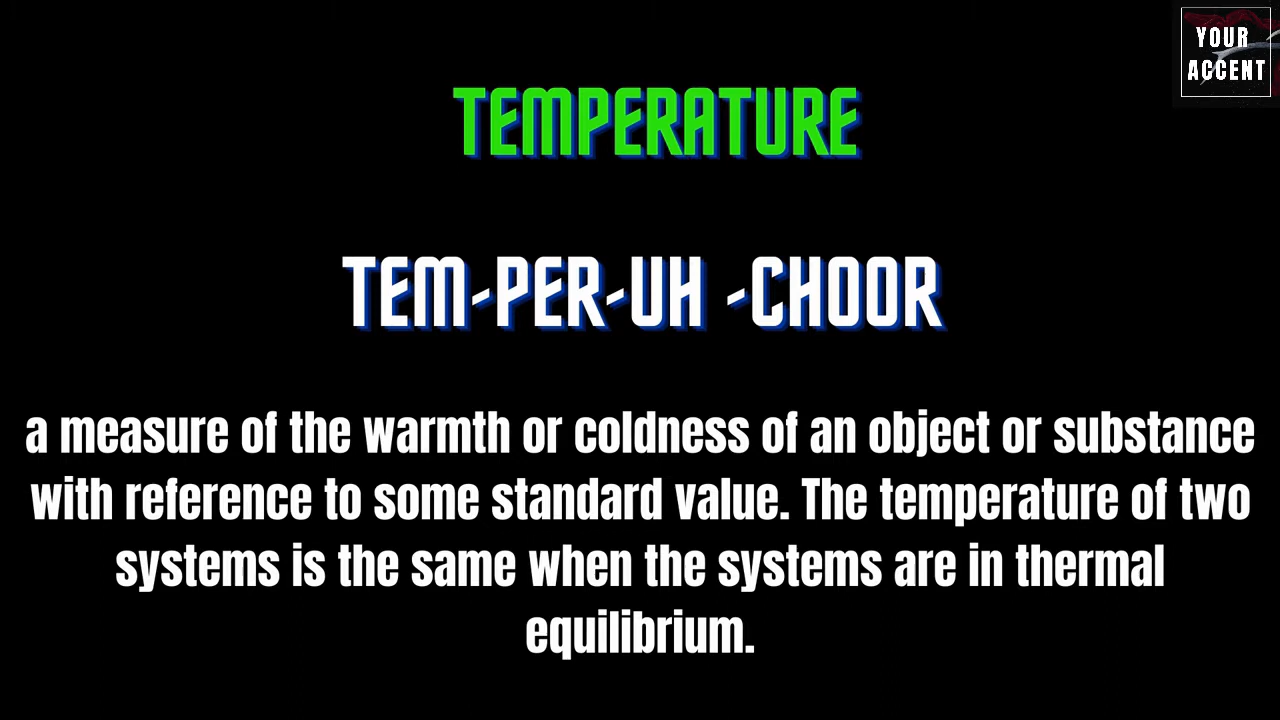 YOUR
ACCENT
TEMPERATURE
TEM-PER-UH -CHOOR
a measure of the warmth or coldness of an object or substance
with reference to some standard value. The temperature of two
systems is the same when the systems are in thermal
equilibrium.